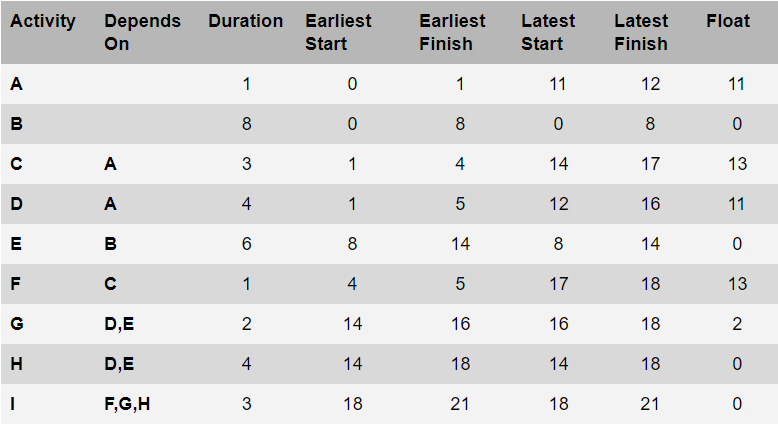 Activity Depends On Duration Earliest Start Earliest Finish Latest Start Latest Finish Float
A 1 0 1 11 12 11
B 8 0 8 0 8 0
C A 3 1 4 14 17 13
D A 4 1 5 12 16 11
E B 6 8 14 8 14 0
F C 1 4 5 17 18 13
G D,E 2 14 16 16 18 2
H D,E 4 14 18 14 18 0
I F,G,H 3 18 21 18 21 0